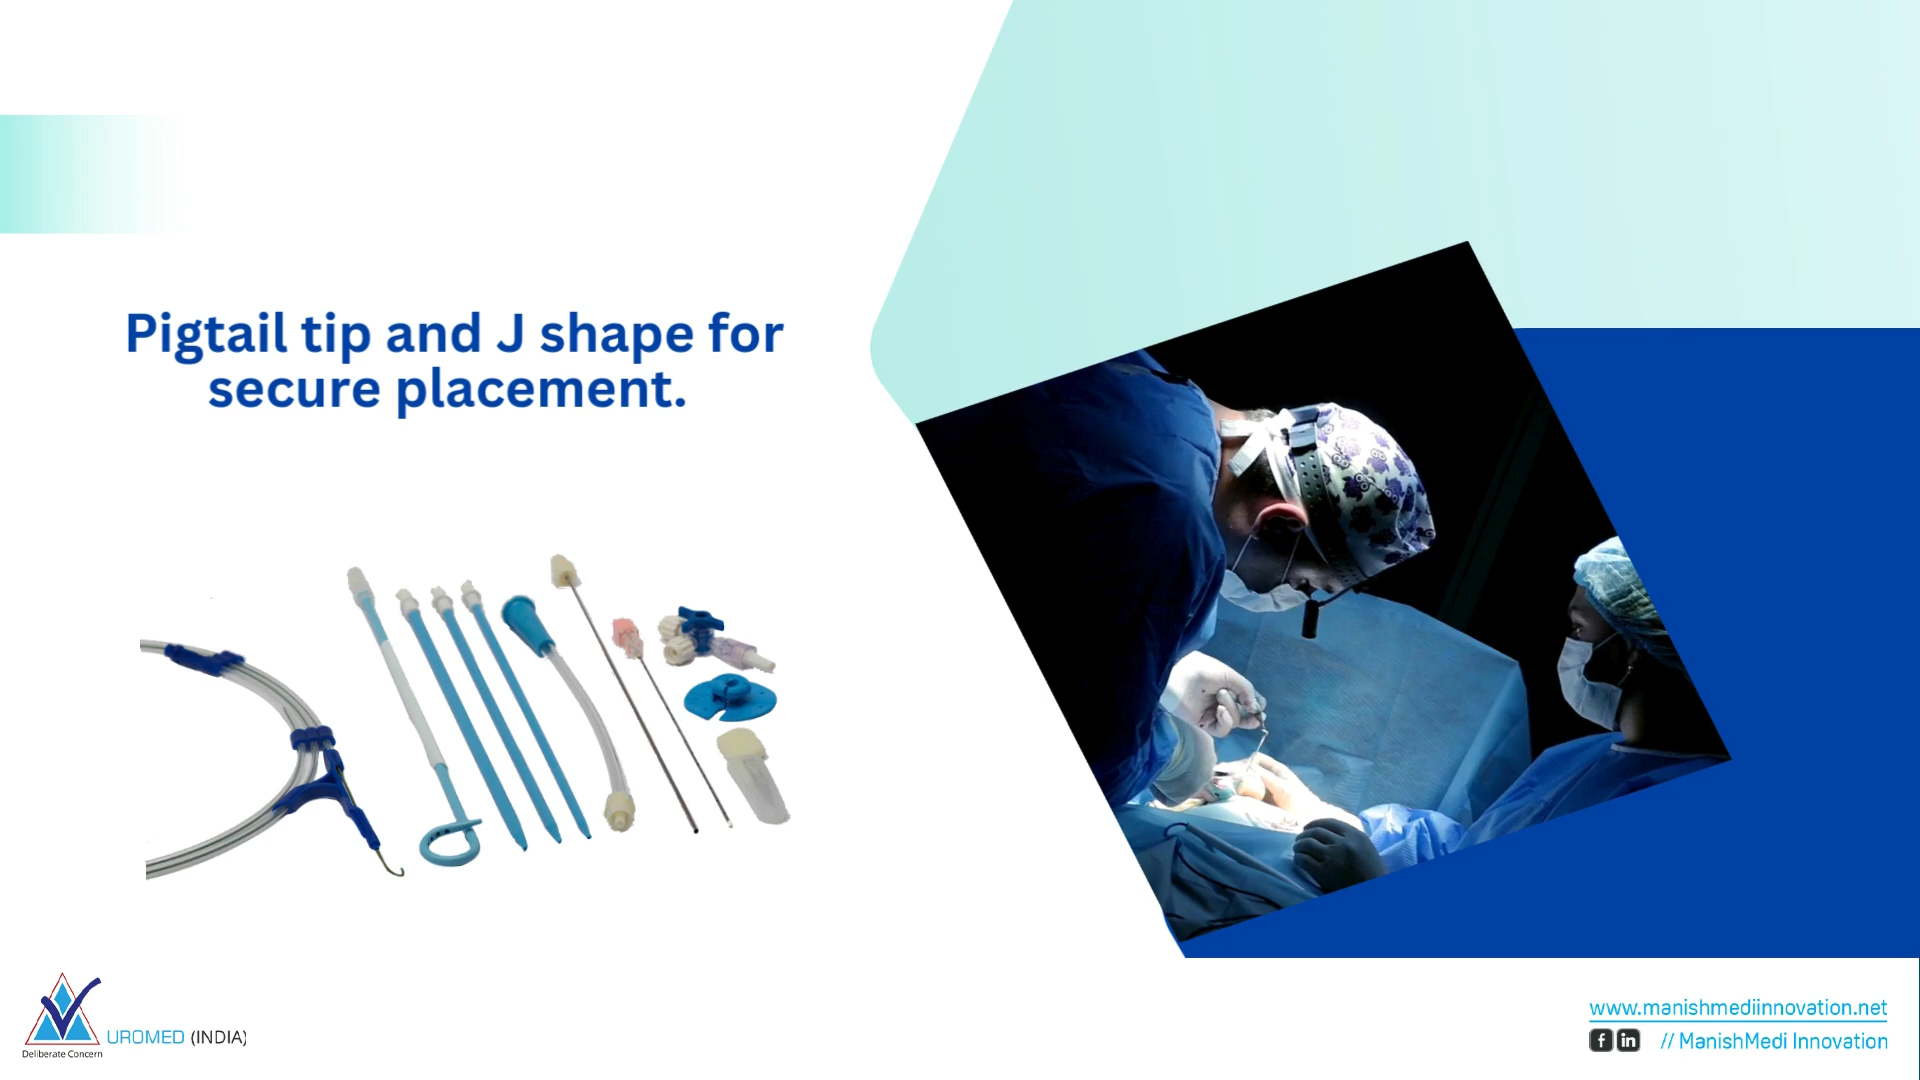 Pigtail tip and J shape for
secure placement.
UROMED (INDIA)
Deliberate Concern
www.manishmediinnovation.net
// ManishMedi Innovation